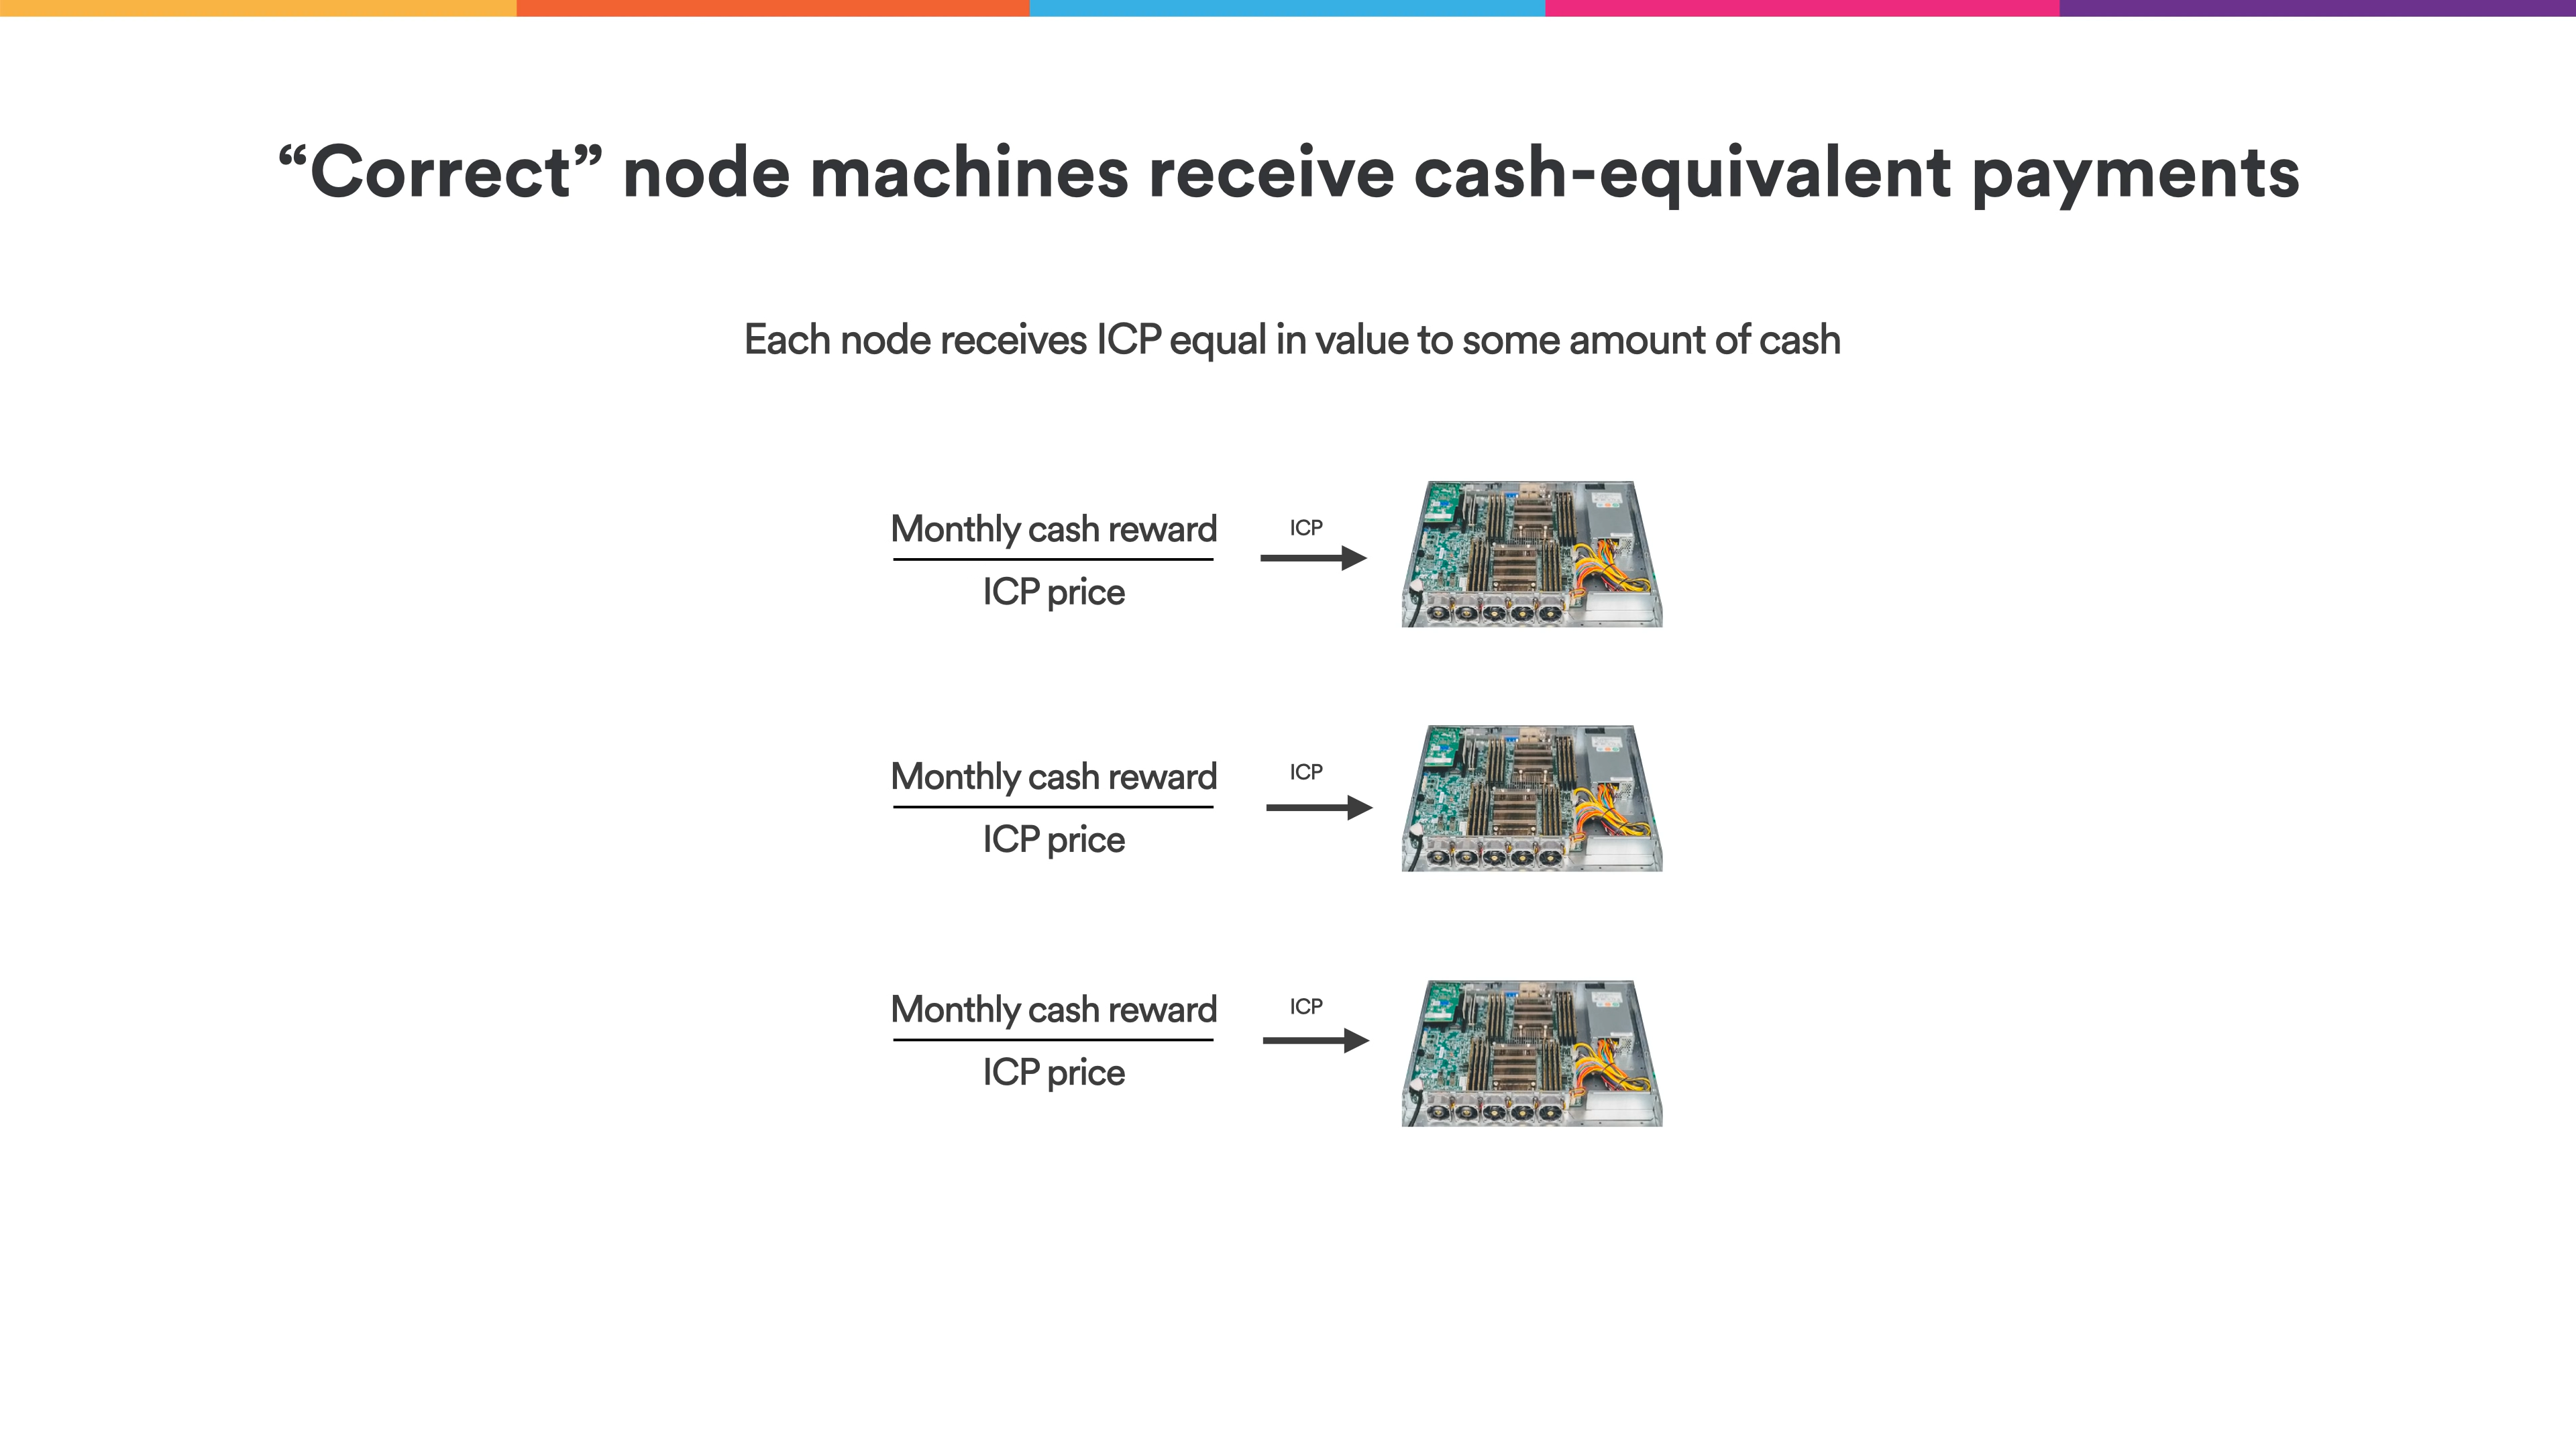 “Correct” node machines receive cash-equivalent payments
Each node receives ICP equal in value to some amount of cash
Monthly cash reward
ICP price
ICP
Monthly cash reward
ICP price
ICP
Monthly cash reward
ICP price
ICP